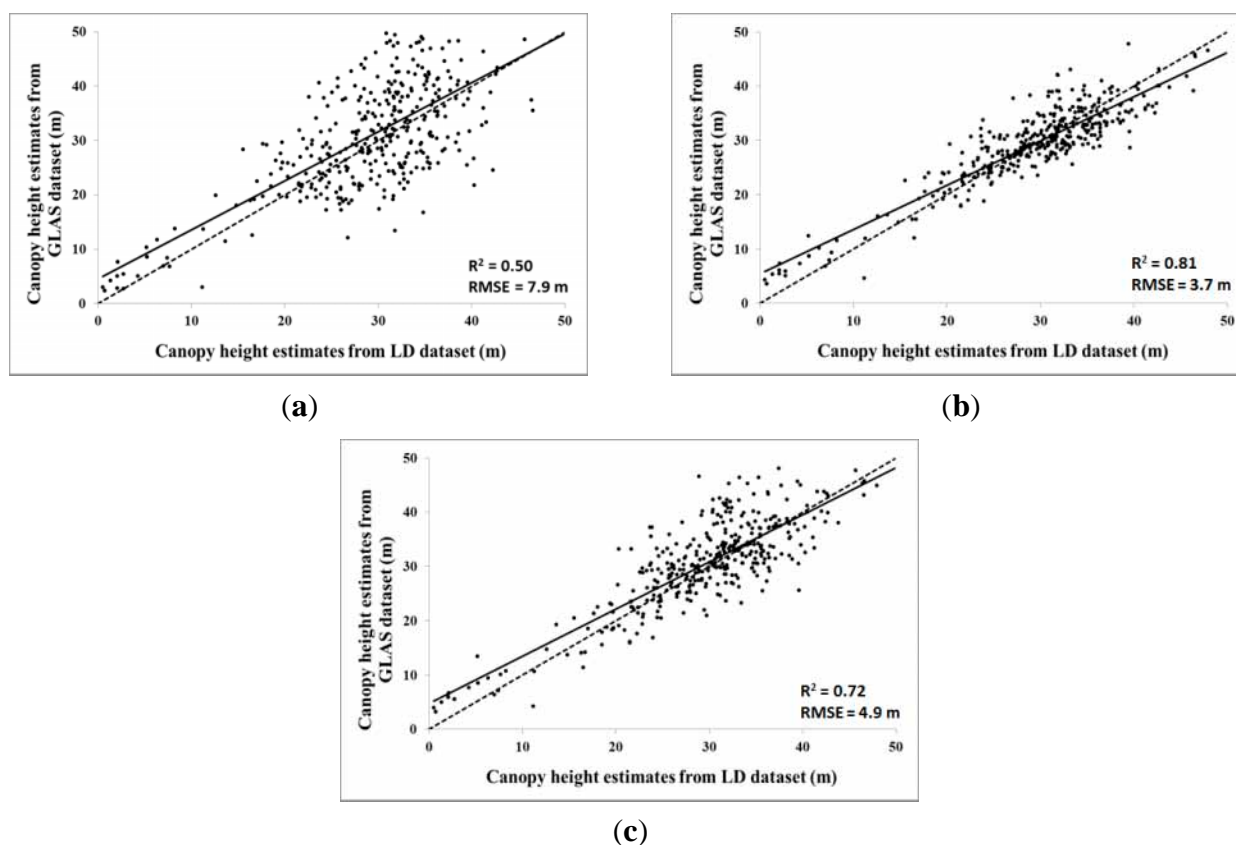 50
40
30
20
10
0
Canopy height estimates from
GLAS dataset (m)
R² = 0.50
RMSE = 7.9 m
0 10 20 30 40 50
Canopy height estimates from LD dataset (m)
(a)
50
40
30
20
10
0
Canopy height estimates from
GLAS dataset (m)
R² = 0.81
RMSE = 3.7 m
0 10 20 30 40 50
Canopy height estimates from LD dataset (m)
(b)
50
40
30
20
10
0
Canopy height estimates from
GLAS dataset (m)
R² = 0.72
RMSE = 4.9 m
0 10 20 30 40 50
Canopy height estimates from LD dataset (m)
(c)